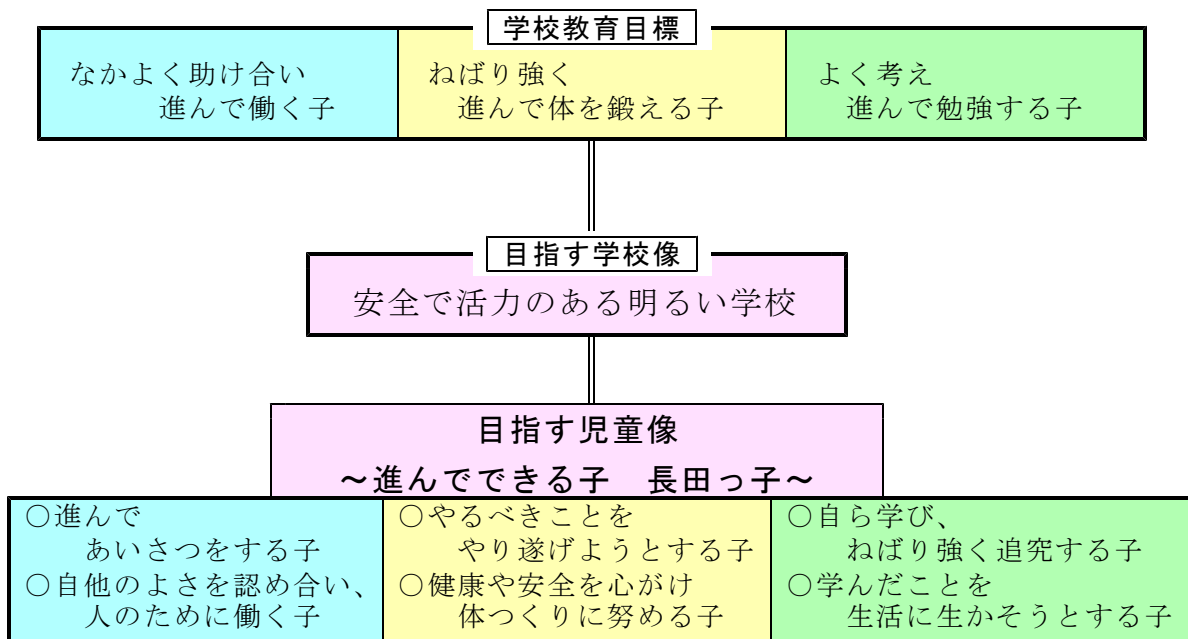 学校教育目標
なかよく助け合い
進んで働く子
ねばり強く
進んで体を鍛える子
よく考え
進んで勉強する子
目指す学校像
安全で活力のある明るい学校
目指す児童像
～進んでできる子　長田っ子～
○進んで
あいさつをする子
○自他のよさを認め合い、
人のために働く子
○やるべきことを
やり遂げようとする子
○健康や安全を心がけ
体つくりに努める子
○自ら学び、
ねばり強く追究する子
○学んだことを
生活に生かそうとする子